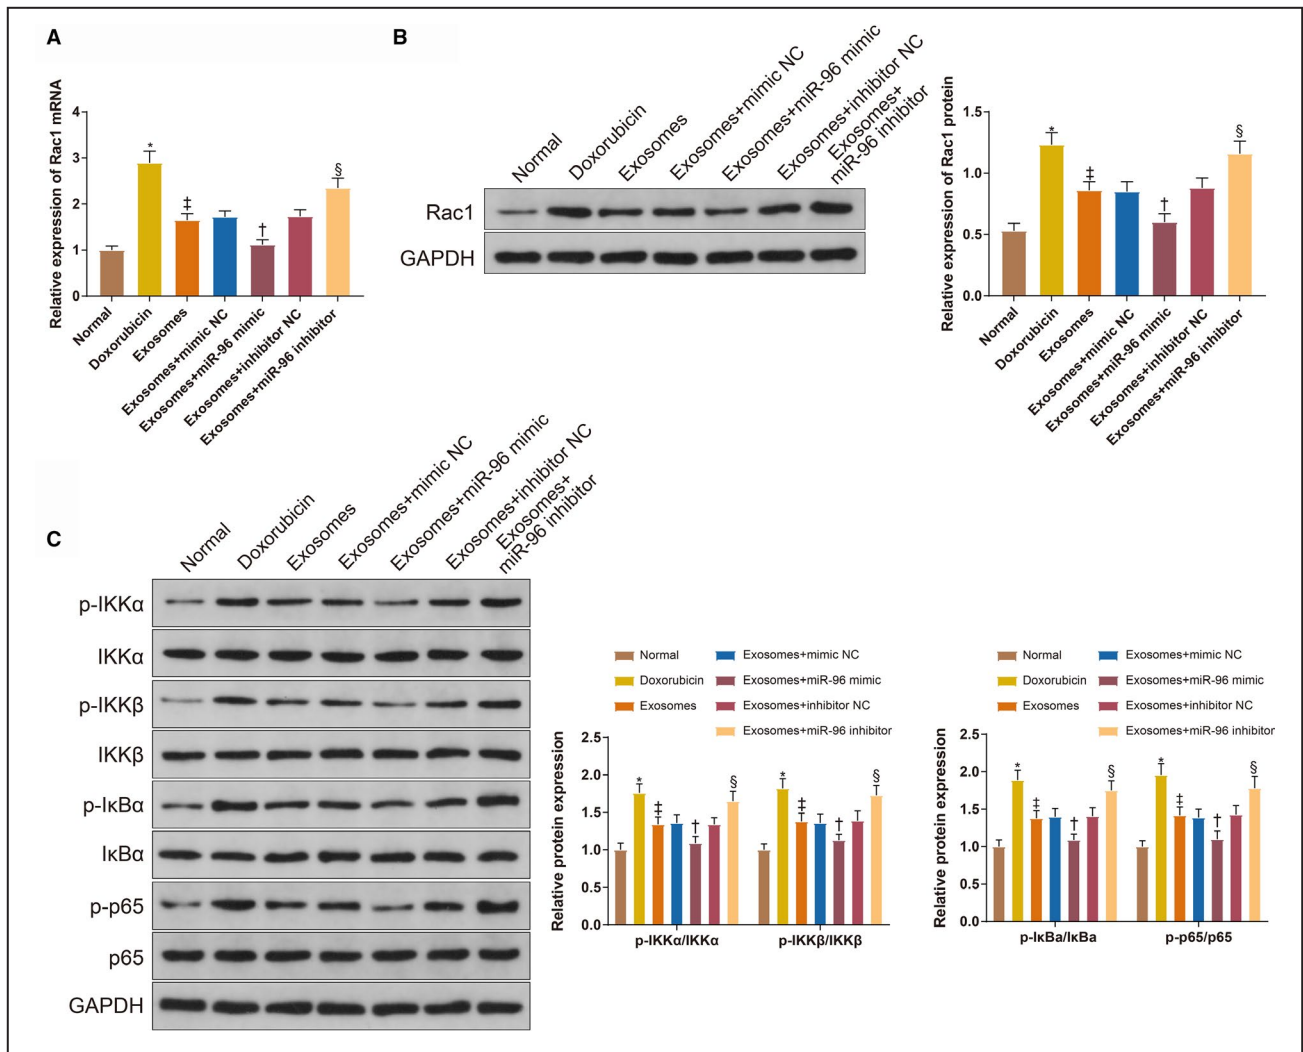 A
Relative expression of Rac1 mRNA
4
3
2
1
0
*
‡
†
§
Normal
Doxorubicin
Exosomes
Exosomes+mimic NC
Exosomes+miR-96 mimic
Exosomes+inhibitor NC
Exosomes+miR-96 inhibitor
B
Normal
Doxorubicin
Exosomes
Exosomes+mimic NC
Exosomes+miR-96 mimic
Exosomes+inhibitor NC
Exosomes+
miR-96 inhibitor
Rac1
GAPDH
Relative expression of Rac1 protein
1.5
1.0
0.5
0.0
*
‡
†
§
Normal
Doxorubicin
Exosomes
Exosomes+mimic NC
Exosomes+miR-96 mimic
Exosomes+inhibitor NC
Exosomes+miR-96 inhibitor
C
Normal
Doxorubicin
Exosomes
Exosomes+mimic NC
Exosomes+miR-96 mimic
Exosomes+inhibitor NC
Exosomes+
miR-96 inhibitor
p-IKKα
IKKα
p-IKKβ
IKKβ
p-IκBα
IκBα
p-p65
p65
GAPDH
Normal
Doxorubicin
Exosomes
Exosomes+mimic NC
Exosomes+miR-96 mimic
Exosomes+inhibitor NC
Exosomes+miR-96 inhibitor
Relative protein expression
2.5
2.0
1.5
1.0
0.5
0.0
*
‡
†
§
*
‡
†
§
p-IKKα/IKKα
p-IKKβ/IKKβ
Normal
Doxorubicin
Exosomes
Exosomes+mimic NC
Exosomes+miR-96 mimic
Exosomes+inhibitor NC
Exosomes+miR-96 inhibitor
Relative protein expression
2.5
2.0
1.5
1.0
0.5
0.0
*
‡
†
§
*
‡
†
§
p-IκBa/IκBa
p-p65/p65